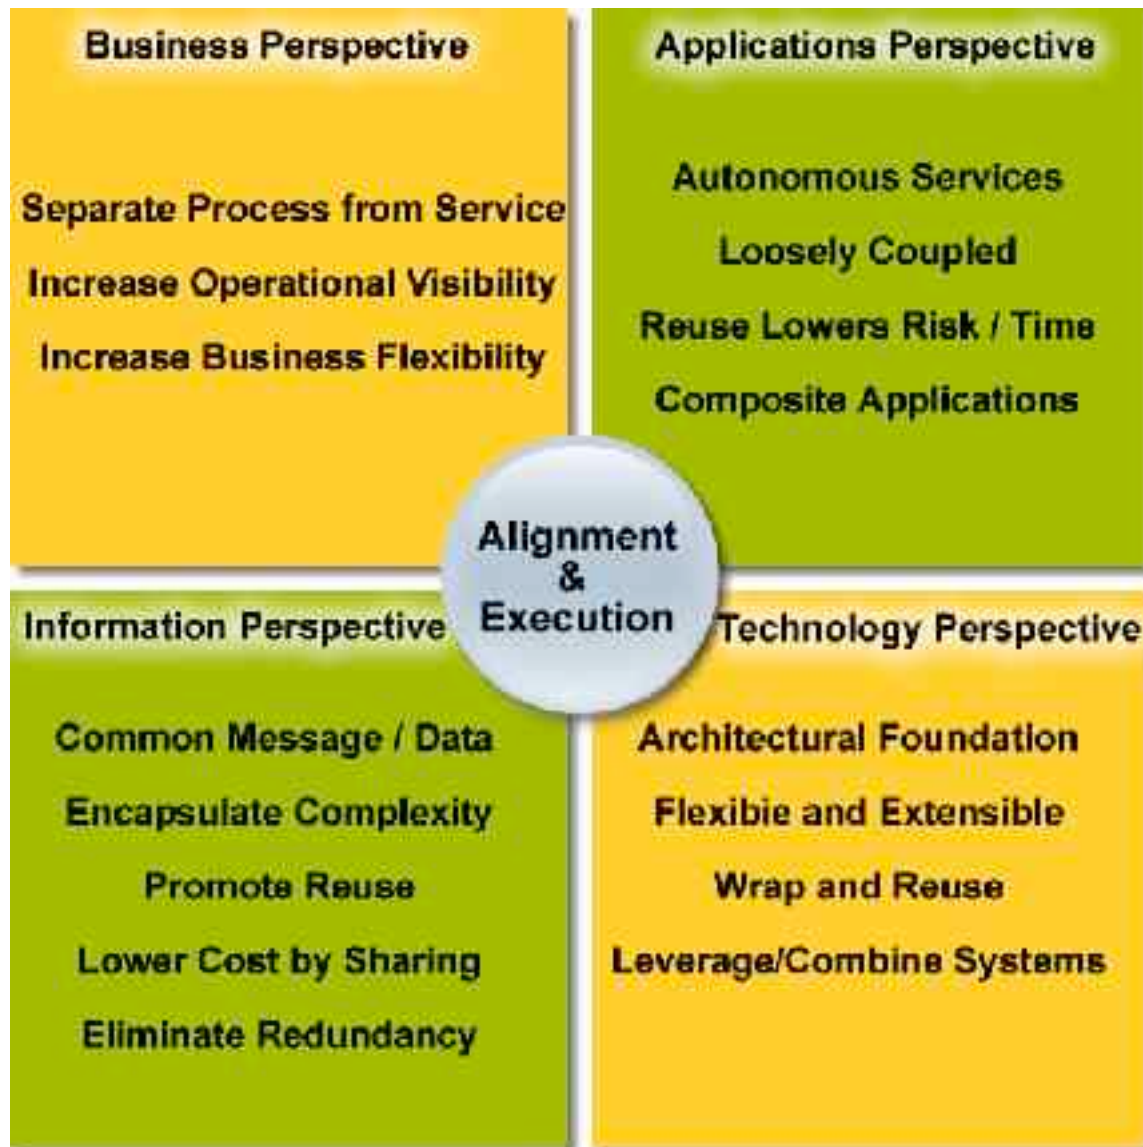 Business Perspective
Separate Process from Service
Increase Operational Visibility
Increase Business Flexibility
Applications Perspective
Autonomous Services
Loosely Coupled
Reuse Lowers Risk / Time
Composite Applications
Alignment
&
Execution
Information Perspective
Common Message / Data
Encapsulate Complexity
Promote Reuse
Lower Cost by Sharing
Eliminate Redundancy
Technology Perspective
Architectural Foundation
Flexibie and Extensible
Wrap and Reuse
Leverage/Combine Systems